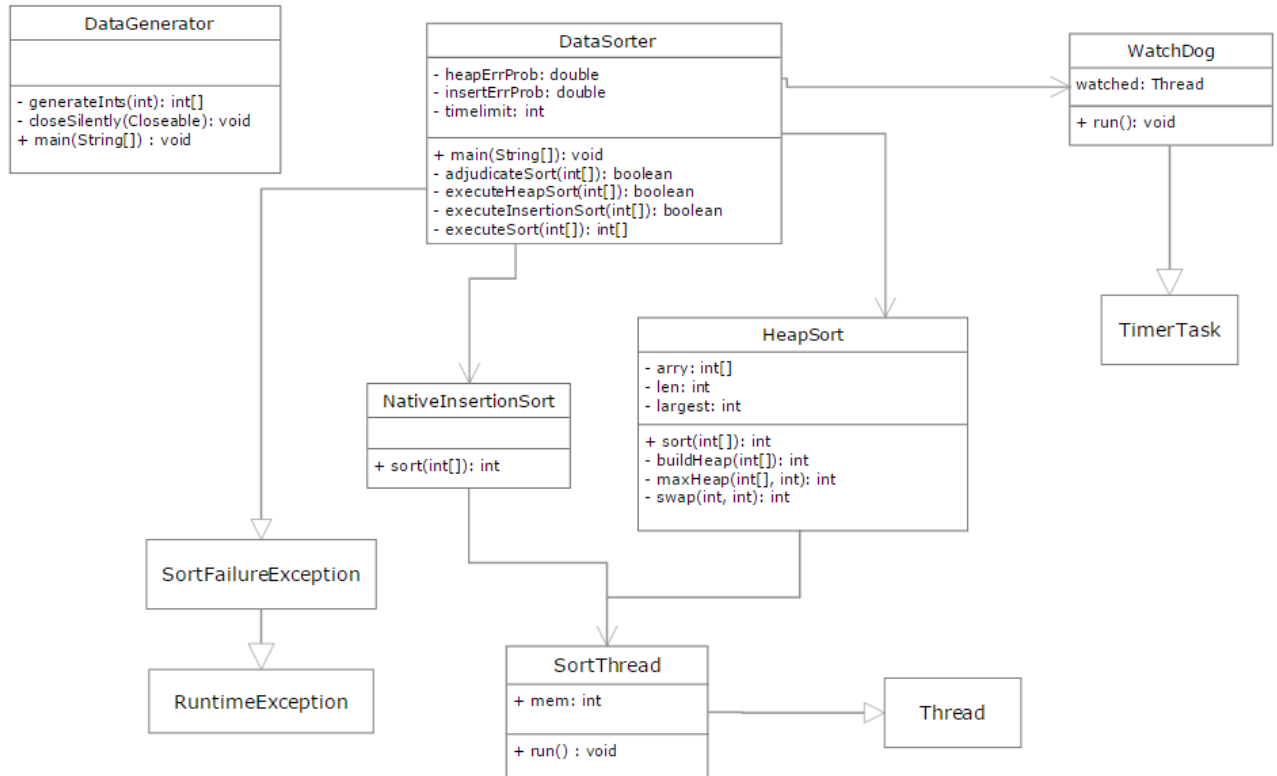 DataGenerator
- generateInts(int): int[]
- closeSilently(Closeable): void
+ main(String[]) : void
DataSorter
- heapErrProb: double
- insertErrProb: double
- timelimit: int
+ main(String[]): void
- adjudicateSort(int[]): boolean
- executeHeapSort(int[]): boolean
- executeInsertionSort(int[]): boolean
- executeSort(int[]): int[]
WatchDog
watched: Thread
+ run(): void
TimerTask
HeapSort
- arry: int[]
- len: int
- largest: int
+ sort(int[]): int
- buildHeap(int[]): int
- maxHeap(int[], int): int
- swap(int, int): int
NativeInsertionSort
+ sort(int[]): int
SortFailureException
RuntimeException
SortThread
+ mem: int
+ run() : void
Thread